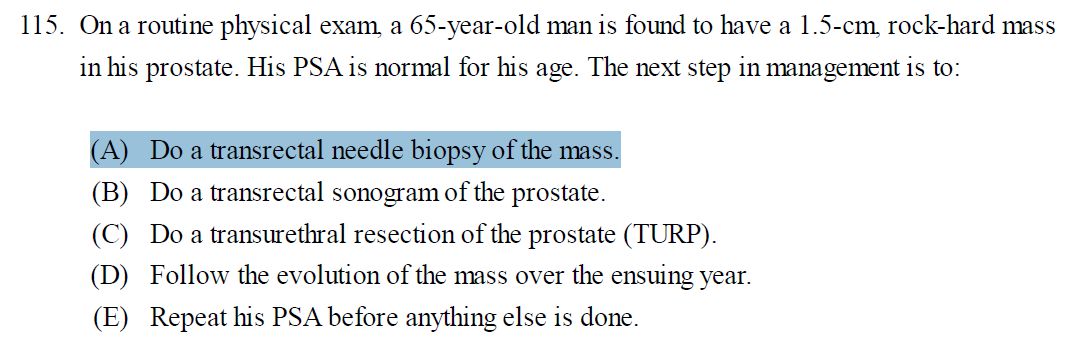 115. On a routine physical exam, a 65-year-old man is found to have a 1.5-cm, rock-hard mass
in his prostate. His PSA is normal for his age. The next step in management is to:
(A) Do a transrectal needle biopsy of the mass.
(B) Do a transrectal sonogram of the prostate.
(C) Do a transurethral resection of the prostate (TURP).
(D) Follow the evolution of the mass over the ensuing year.
(E) Repeat his PSA before anything else is done.